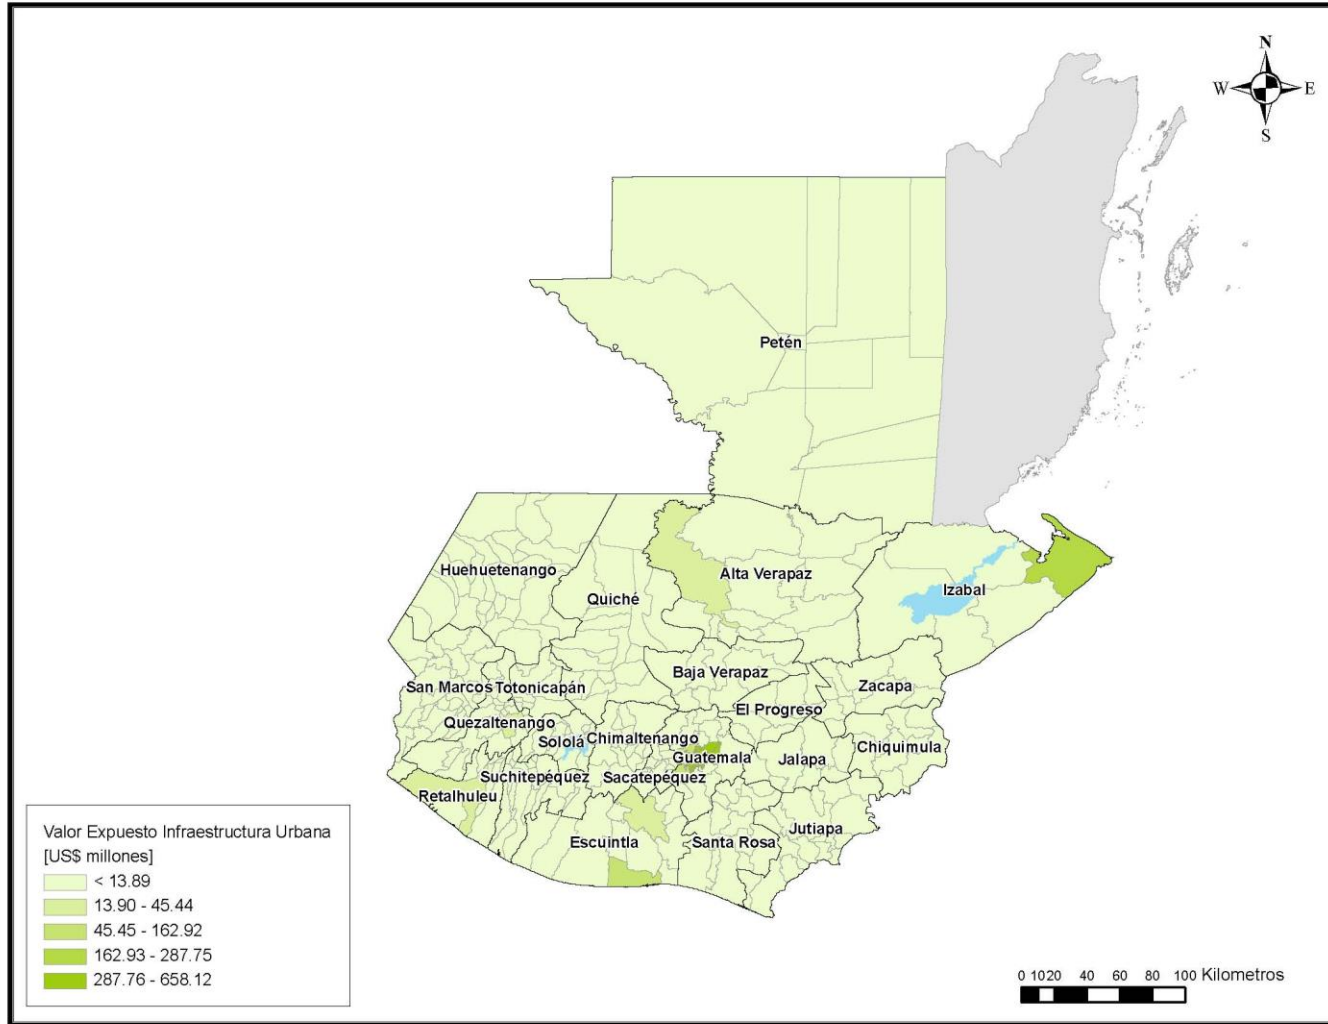 N
W E
S
Petén
Huehuetenango
Quiché
Alta Verapaz
Izabal
Baja Verapaz
San Marcos
Totonicapán
Zacapa
El Progreso
Quezaltenango
Sololá
Chimaltenango
Guatemala
Jalapa
Chiquimula
Suchitepéquez
Sacatepéquez
Retalhuleu
Escuintla
Santa Rosa
Jutiapa
Valor Expuesto Infraestructura Urbana
[US$ millones]
< 13.89
13.90 - 45.44
45.45 - 162.92
162.93 - 287.75
287.76 - 658.12
0 10 20 40 60 80 100 Kilometros